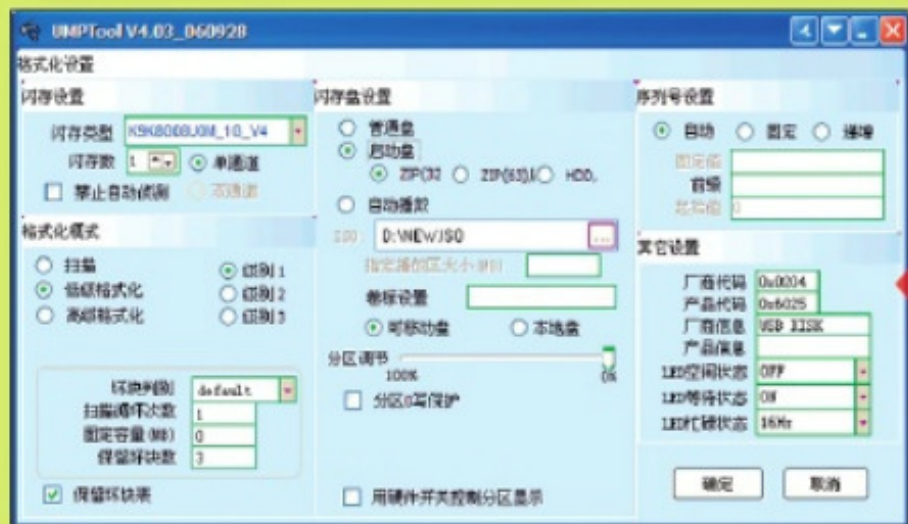 UMPTool V4.03_060928
格式化设置
闪存设置
闪存类型 K9K8G08U0M_1G_V4
闪存数 1 单通道
禁止自动侦测 双通道
格式化模式
扫描 级别1
低级格式化 级别2
高级格式化 级别3
坏块判别 default
扫描循环次数 1
固定容量(MB) 0
保留坏块数 3
保留坏块表
闪存盘设置
普通盘
启动盘
ZIP(32 ZIP(63)J HDD,
自动播放
ISO: D:\NEW.ISO ...
指定播放区大小(MB)
卷标设置
可移动盘 本地盘
分区调节
100% 0%
分区0写保护
用硬件开关控制分区显示
序列号设置
自动 固定 递增
固定值
前缀
起始值 0
其它设置
厂商代码 0x0204
产品代码 0x6025
厂商信息 USB DISK
产品信息
LED空闲状态 OFF
LED等待状态 ON
LED忙碌状态 16Hz
确定 取消